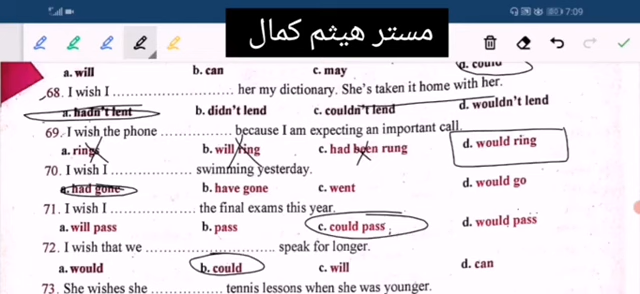 7:09
مستر هيثم كمال
a. will b. can c. may d. could
68. I wish I .................... her my dictionary. She's taken it home with her.
a. hadn't lent b. didn't lend c. couldn't lend d. wouldn't lend
69. I wish the phone .................... because I am expecting an important call.
a. rings b. will ring c. had been rung d. would ring
70. I wish I .................... swimming yesterday.
a. had gone b. have gone c. went d. would go
71. I wish I .................... the final exams this year.
a. will pass b. pass c. could pass d. would pass
72. I wish that we .................... speak for longer.
a. would b. could c. will d. can
73. She wishes she .................... tennis lessons when she was younger.